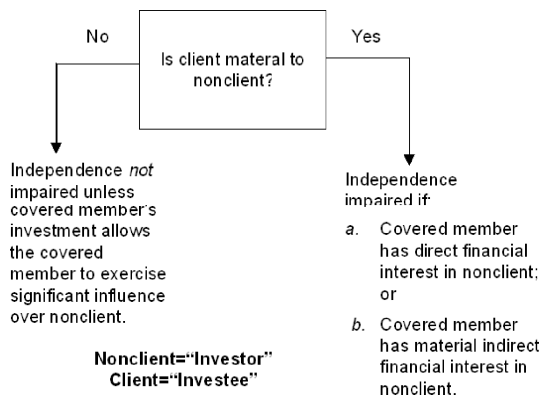 No
Is client materal to
nonclient?
Yes
Independence not
impaired unless
covered member's
investment allows
the covered
member to exercise
significant influence
over nonclient.
Independence
impaired if:
a. Covered member
has direct financial
interest in nonclient;
or
b. Covered member
has material indirect
financial interest in
nonclient.
Nonclient="Investor"
Client="Investee"